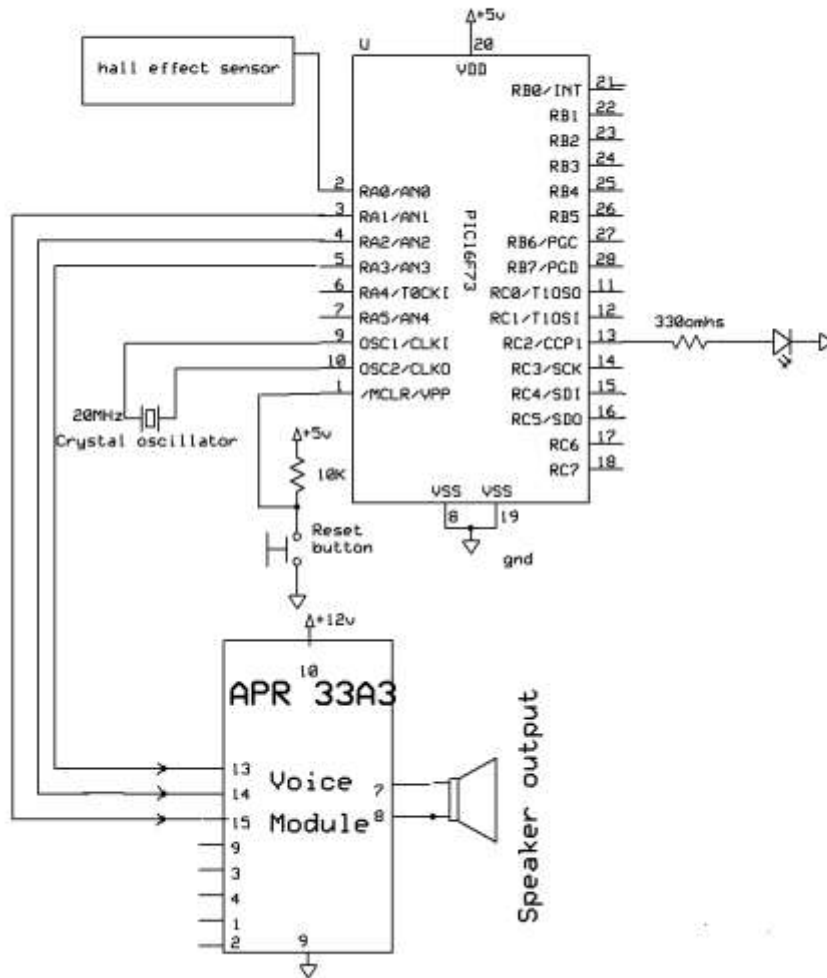 +5v
U
20
hall effect sensor
VDD
RB0/INT 21
RB1 22
RB2 23
RB3 24
2 RA0/AN0
RB4 25
3 RA1/AN1
RB5 26
4 RA2/AN2
PIC16F73
RB6/PGC 27
5 RA3/AN3
RB7/PGD 28
6 RA4/T0CKI
RC0/T1OSO 11
7 RA5/AN4
RC1/T1OSI 12
330omhs
9 OSC1/CLKI
RC2/CCP1 13
10 OSC2/CLKO
RC3/SCK 14
1 /MCLR/VPP
RC4/SDI 15
20MHz
Crystal oscillator
RC5/SDO 16
+5v
RC6 17
10K
RC7 18
VSS VSS
8 19
Reset
button
gnd
+12v
10
APR 33A3
13
Voice
7
14
15
Module
8
9
3
4
1
2
9
Speaker output